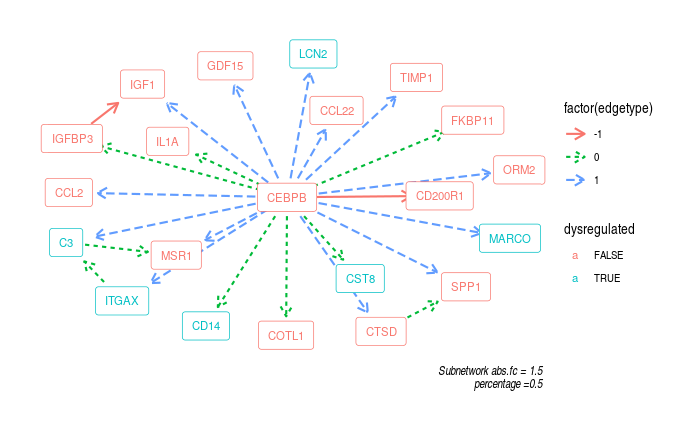 LCN2
GDF15
TIMP1
IGF1
CCL22
FKBP11
IGFBP3
IL1A
ORM2
CCL2
CEBPB
CD200R1
C3
MARCO
MSR1
CST8
SPP1
ITGAX
CD14
COTL1
CTSD
Subnetwork abs.fc = 1.5
percentage =0.5
factor(edgetype)
-1
0
1
dysregulated
a FALSE
a TRUE